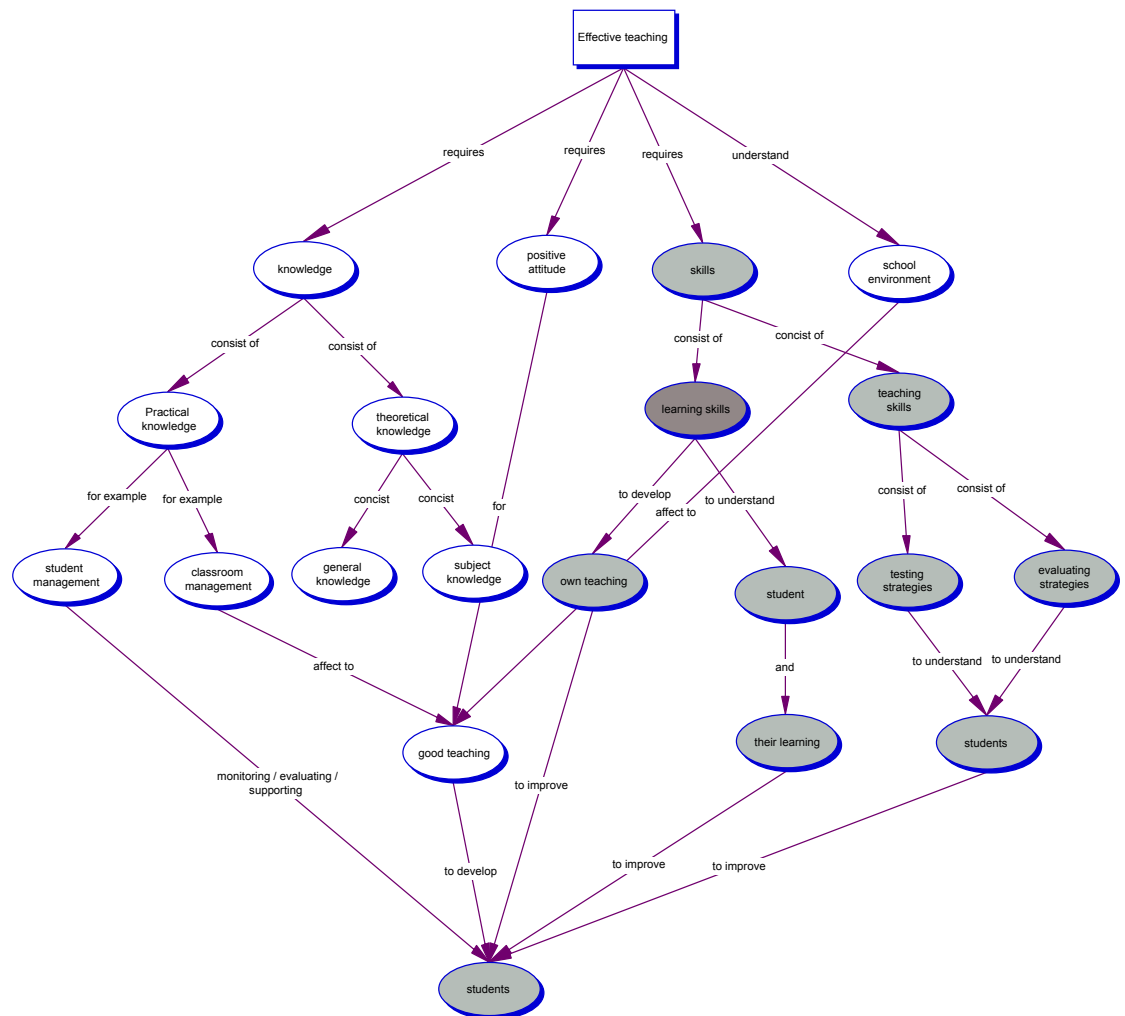 Effective teaching
requires
requires
requires
understand
knowledge
positive
attitude
skills
school
environment
consist of
consist of
consist of
concist of
Practical
knowledge
theoretical
knowledge
learning skills
teaching
skills
for example
for example
concist
concist
for
to develop
to understand
affect to
consist of
consist of
student
management
classroom
management
general
knowledge
subject
knowledge
own teaching
student
testing
strategies
evaluating
strategies
affect to
and
to understand
to understand
good teaching
their learning
students
monitoring / evaluating /
supporting
to improve
to develop
to improve
to improve
students